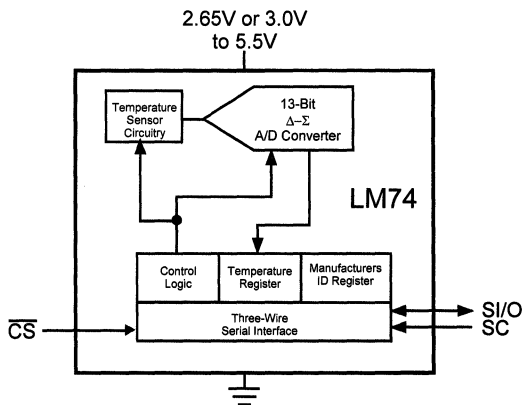 2.65V or 3.0V
to 5.5V
Temperature
Sensor
Circuitry
13-Bit
Δ–Σ
A/D Converter
LM74
Control
Logic
Temperature
Register
Manufacturers
ID Register
Three-Wire
Serial Interface
CS
SI/O
SC